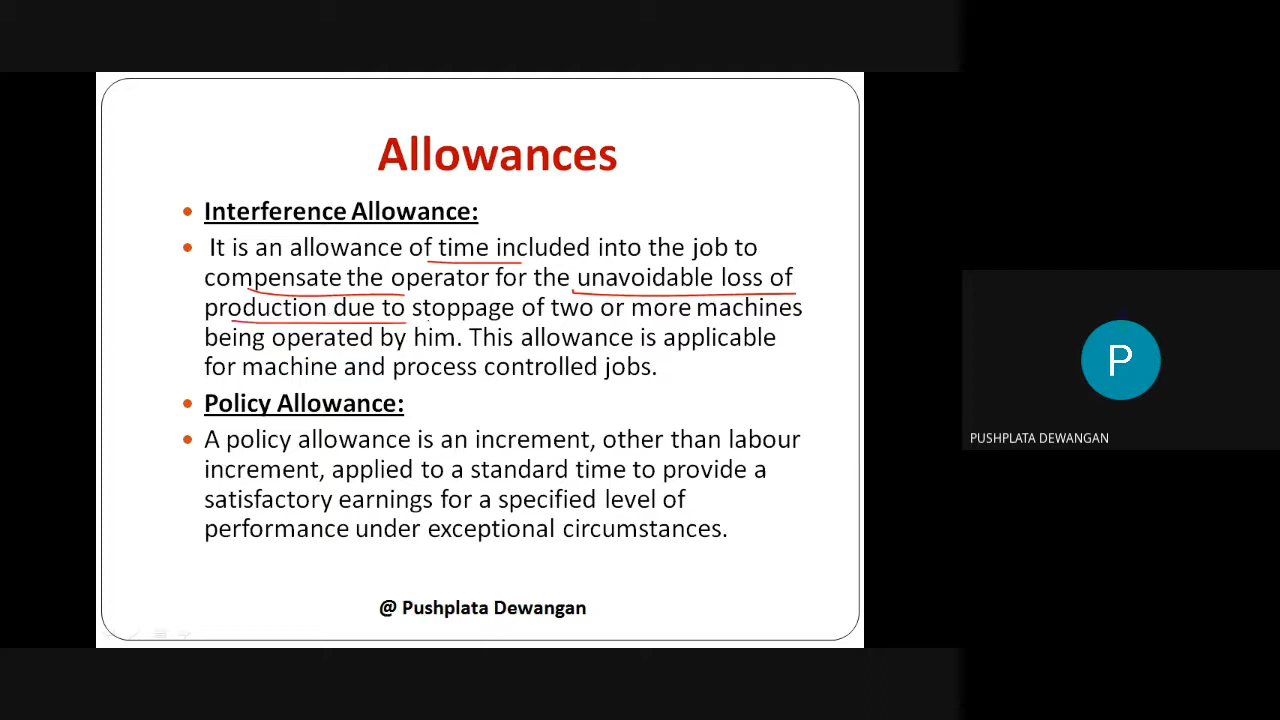 Allowances
• Interference Allowance:
• It is an allowance of time included into the job to
compensate the operator for the unavoidable loss of
production due to stoppage of two or more machines
being operated by him. This allowance is applicable
for machine and process controlled jobs.
• Policy Allowance:
• A policy allowance is an increment, other than labour
increment, applied to a standard time to provide a
satisfactory earnings for a specified level of
performance under exceptional circumstances.
@ Pushplata Dewangan
P
PUSHPLATA DEWANGAN